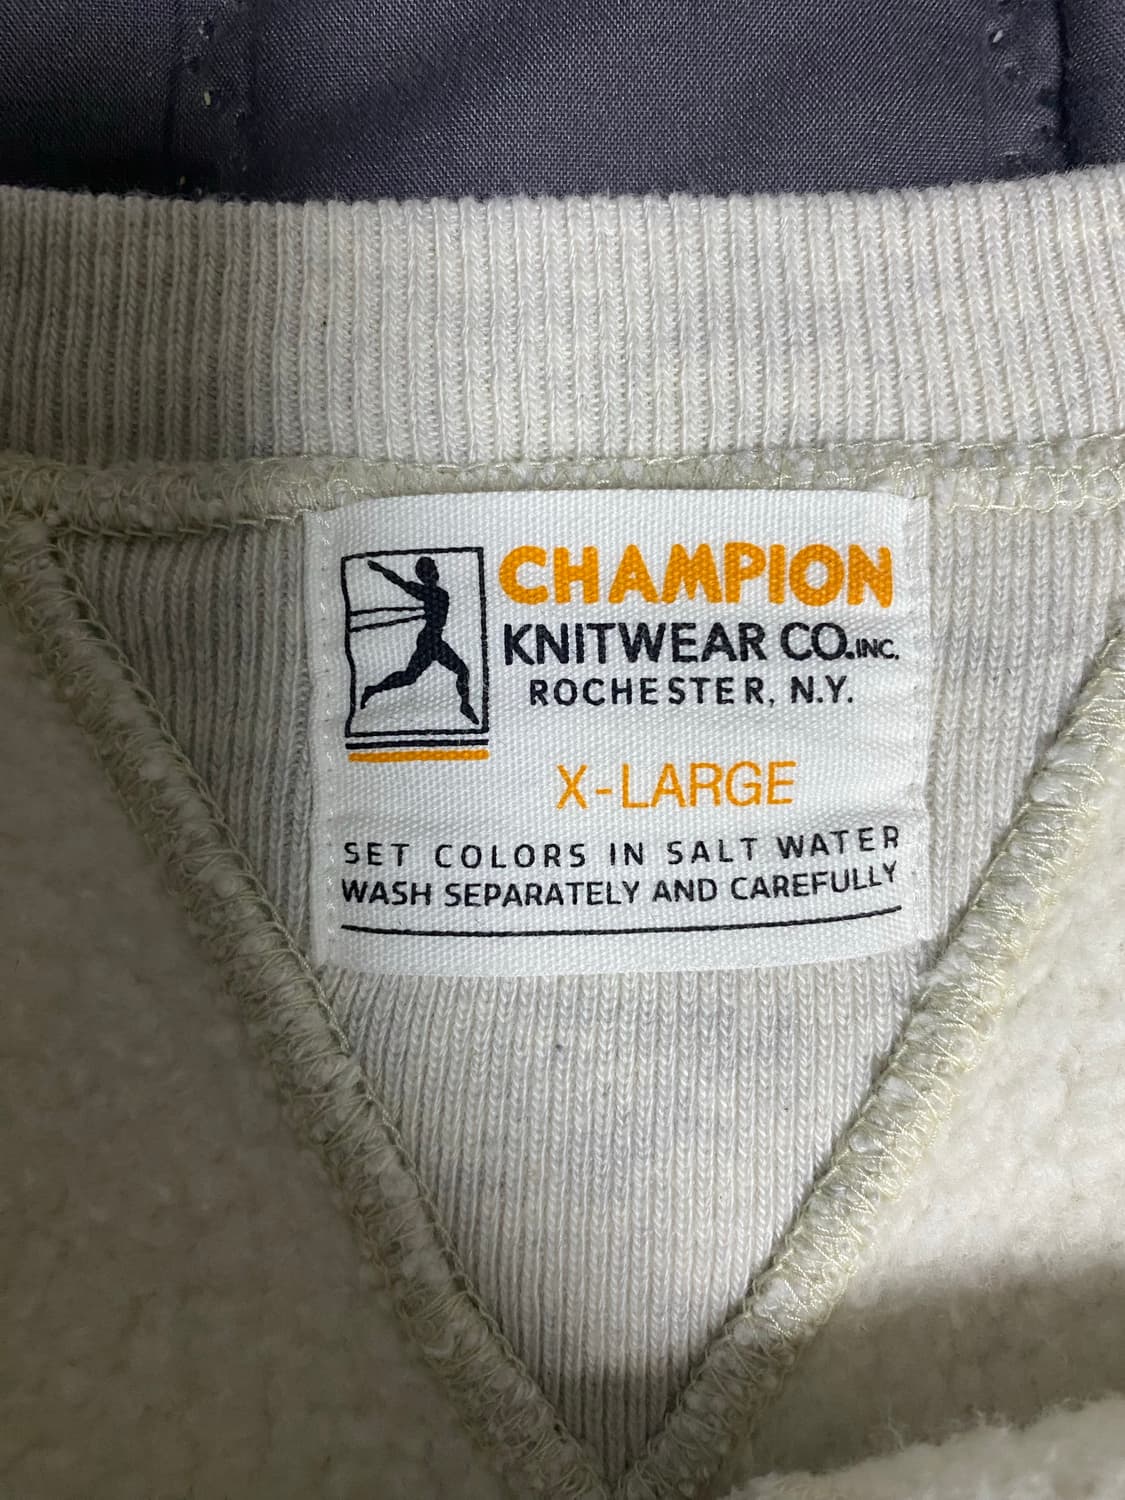 CHAMPION
KNITWEAR CO.INC.
ROCHESTER, N.Y.
X-LARGE
SET COLORS IN SALT WATER
WASH SEPARATELY AND CAREFULLY